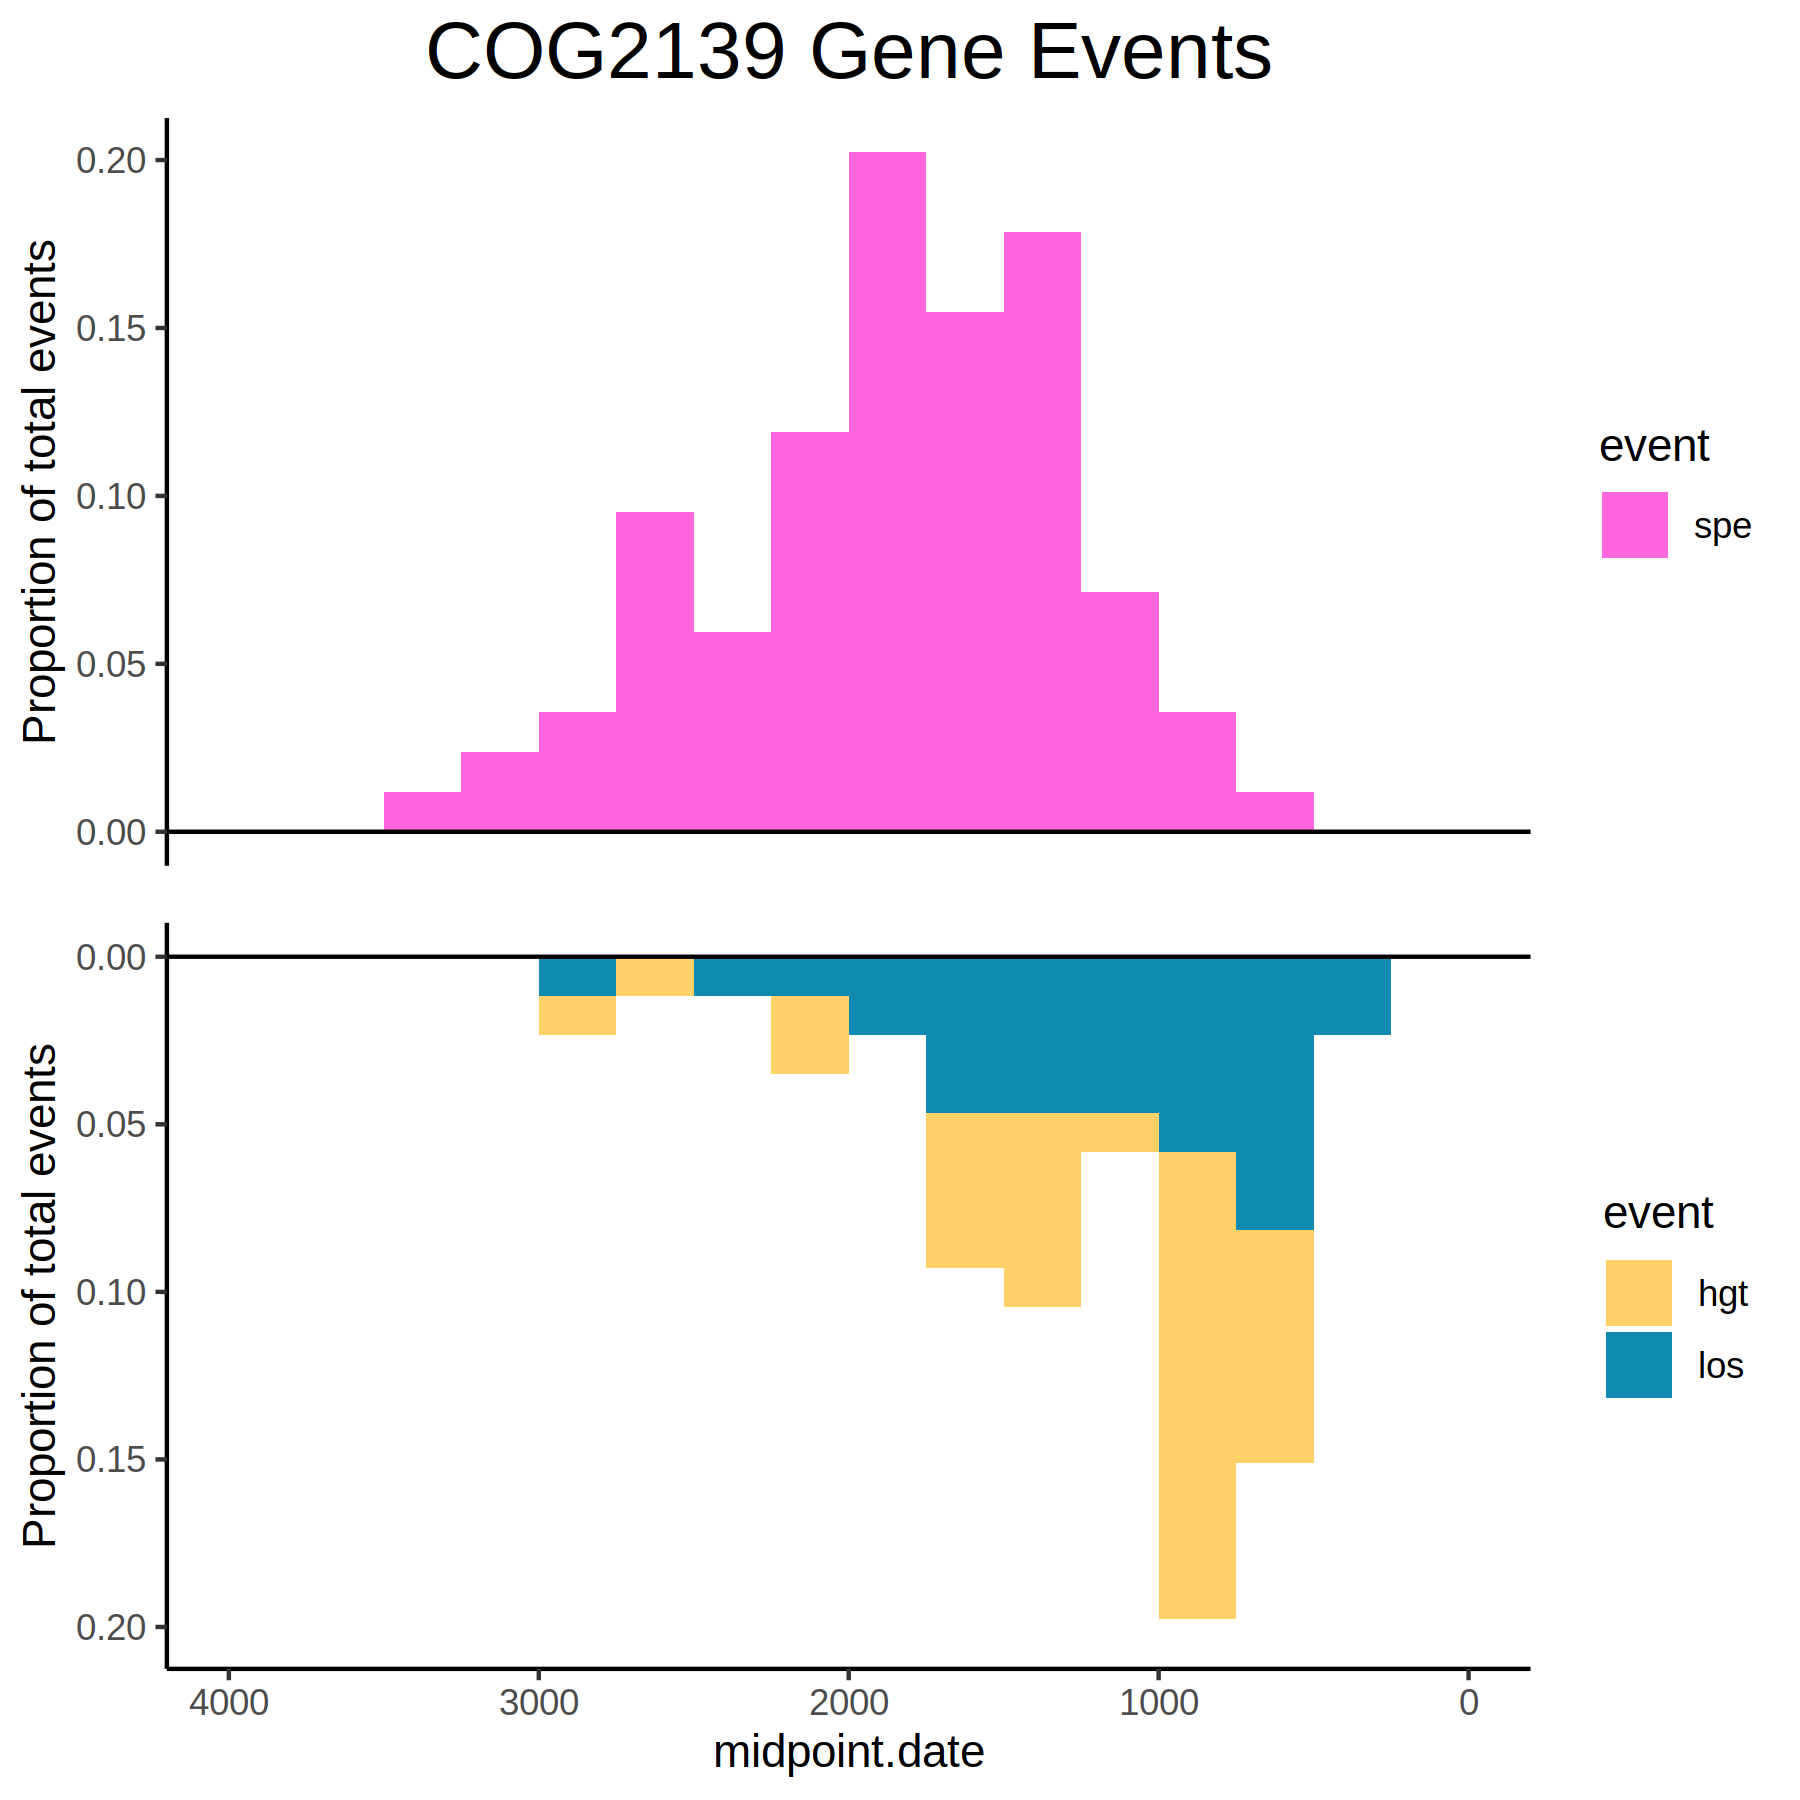 COG2139 Gene Events
Proportion of total events
0.20
0.15
0.10
0.05
0.00
event
spe
Proportion of total events
0.00
0.05
0.10
0.15
0.20
event
hgt
los
4000 3000 2000 1000 0
midpoint.date